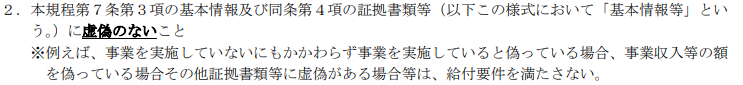 ２．本規程第７条第３項の基本情報及び同条第４項の証拠書類等（以下この様式において「基本情報等」とい
う。）に虚偽のないこと
※例えば、事業を実施していないにもかかわらず事業を実施していると偽っている場合、事業収入等の額
を偽っている場合その他証拠書類等に虚偽がある場合等は、給付要件を満たさない。